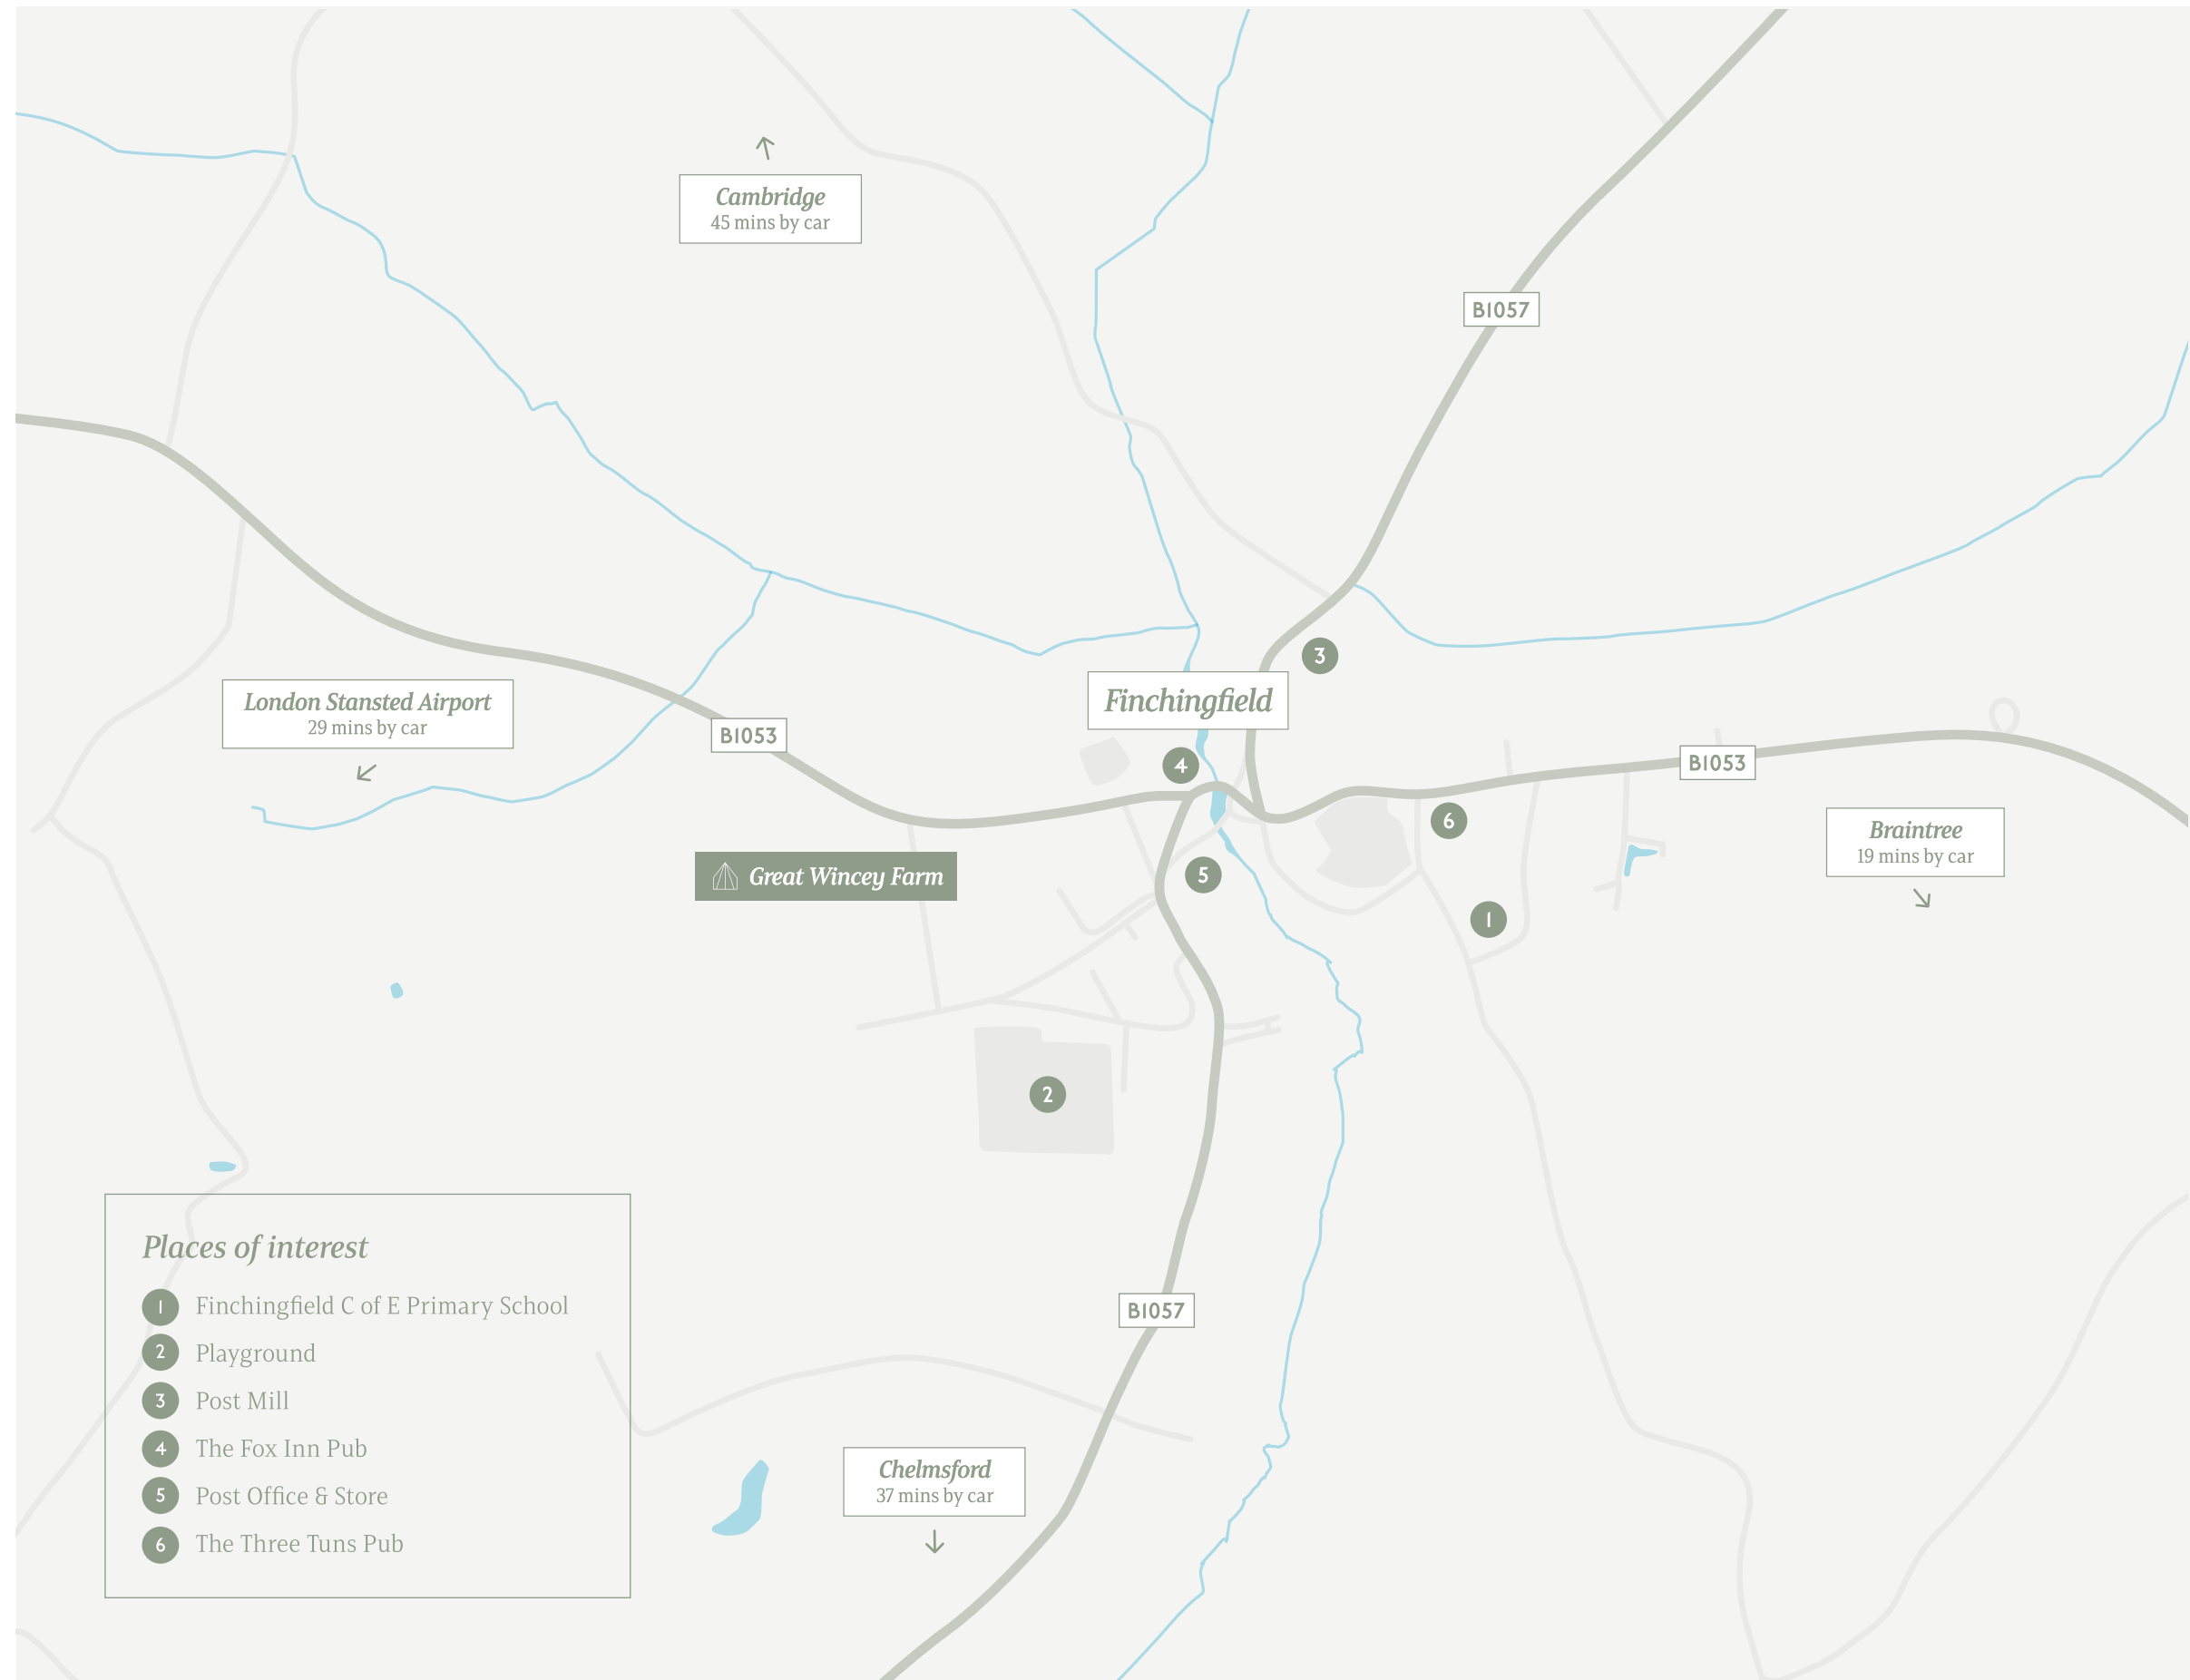 Cambridge
45 mins by car
B1057
London Stansted Airport
29 mins by car
B1053
Finchingfield
3
4
B1053
6
Braintree
19 mins by car
Great Wincey Farm
5
1
2
B1057
Chelmsford
37 mins by car
Places of interest
1 Finchingfield C of E Primary School
2 Playground
3 Post Mill
4 The Fox Inn Pub
5 Post Office & Store
6 The Three Tuns Pub